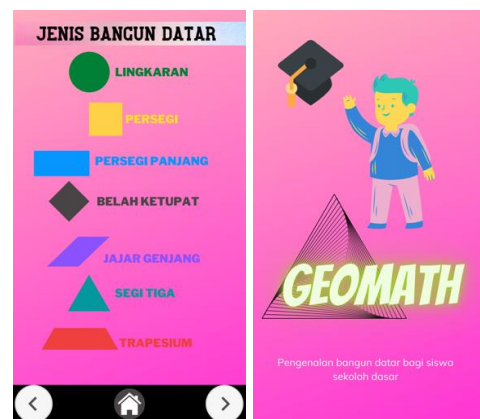 JENIS BANGUN DATAR
LINGKARAN
PERSEGI
PERSEGI PANJANG
BELAH KETUPAT
JAJAR GENJANG
SEGI TIGA
TRAPESIUM
GEOMATH
Pengenalan bangun datar bagi siswa
sekolah dasar